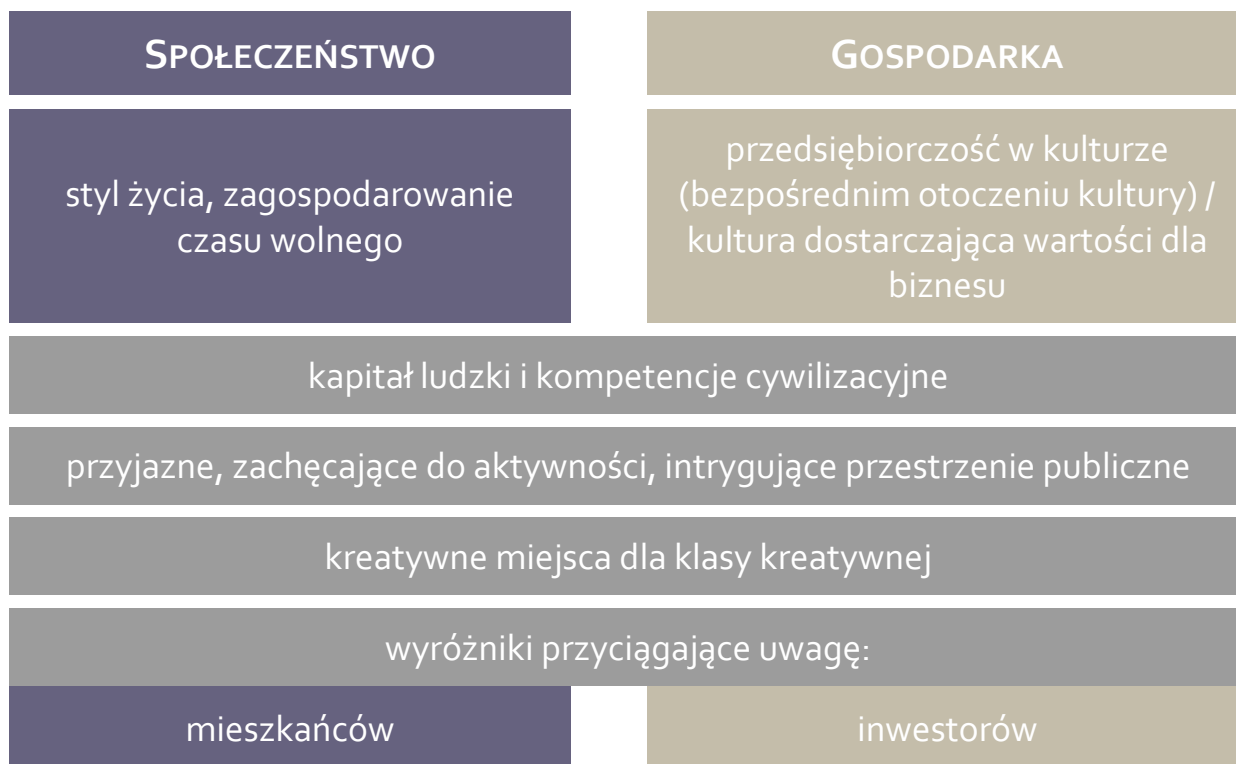 SPOŁECZEŃSTWO
GOSPODARKA
styl życia, zagospodarowanie
czasu wolnego
przedsiębiorczość w kulturze
(bezpośrednim otoczeniu kultury) /
kultura dostarczająca wartości dla
biznesu
kapitał ludzki i kompetencje cywilizacyjne
przyjazne, zachęcające do aktywności, intrygujące przestrzenie publiczne
kreatywne miejsca dla klasy kreatywnej
wyróżniki przyciągające uwagę:
mieszkańców
inwestorów